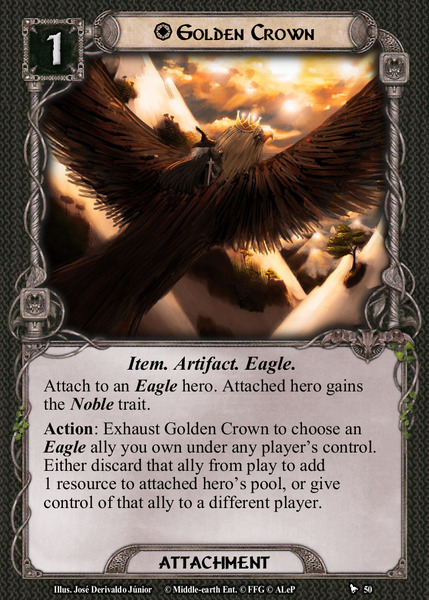 1
Golden Crown
Item. Artifact. Eagle.
Attach to an Eagle hero. Attached hero gains
the Noble trait.
Action: Exhaust Golden Crown to choose an
Eagle ally you own under any player's control.
Either discard that ally from play to add
1 resource to attached hero's pool, or give
control of that ally to a different player.
ATTACHMENT
Illus. José Derivaldo Júnior © Middle-earth Ent. © FFG © ALeP 50